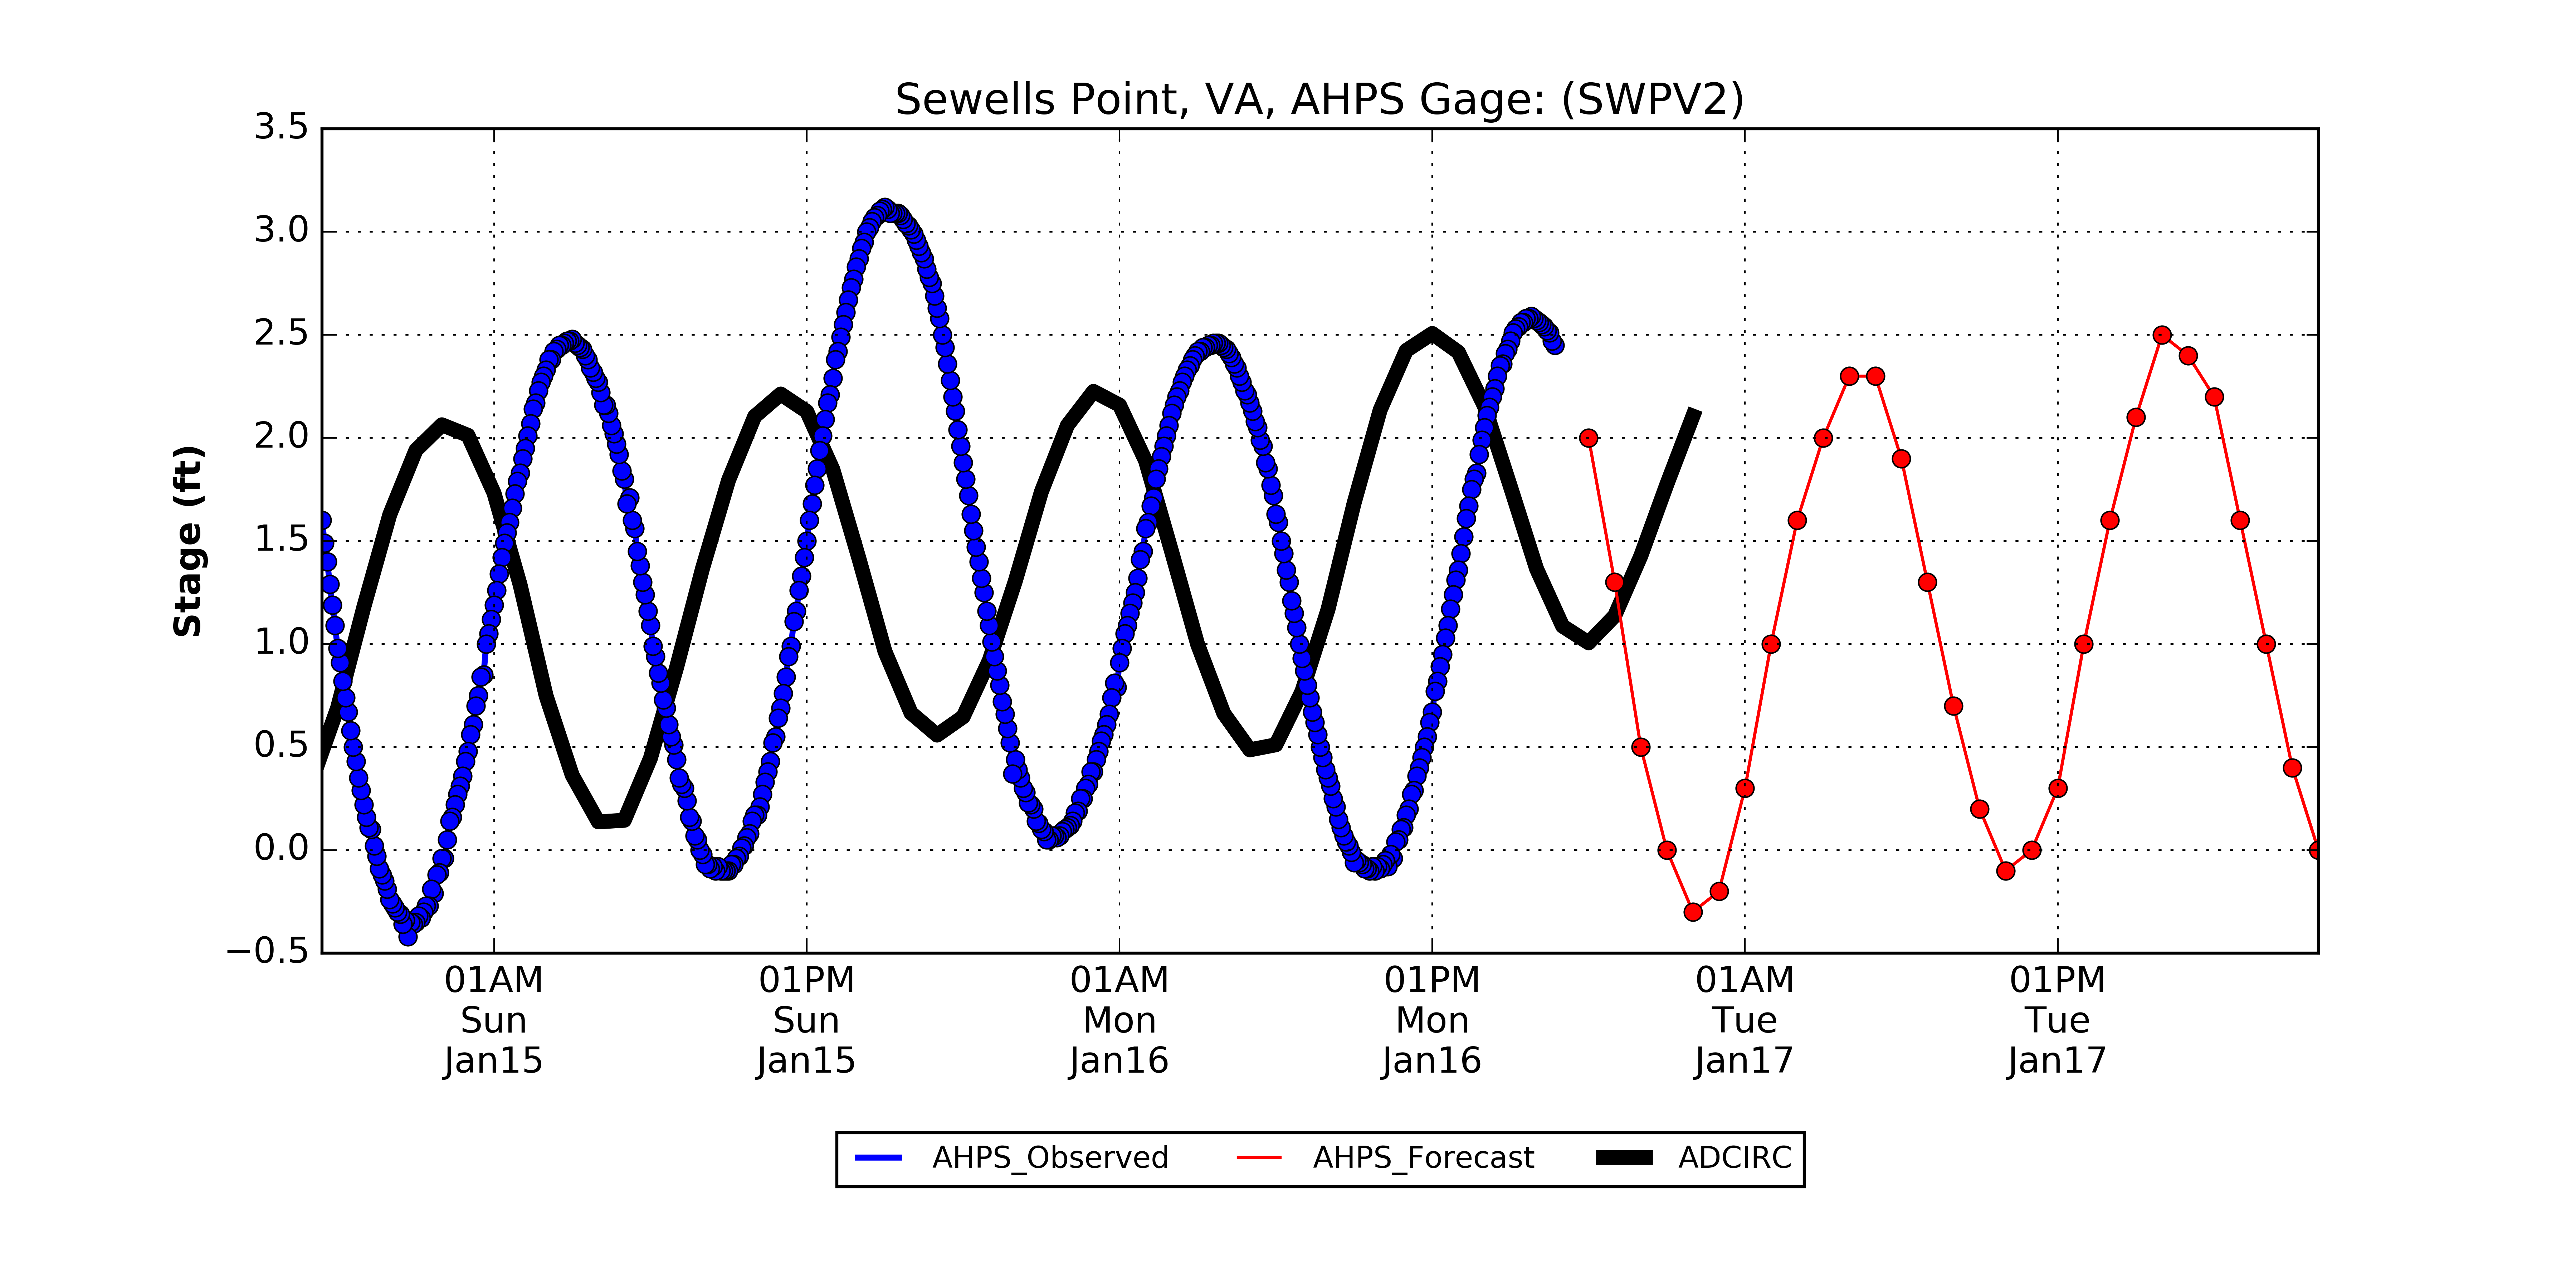 Sewells Point, VA, AHPS Gage: (SWPV2)
3.5
3.0
2.5
2.0
1.5
1.0
0.5
0.0
−0.5
Stage (ft)
01AM
Sun
Jan15
01PM
Sun
Jan15
01AM
Mon
Jan16
01PM
Mon
Jan16
01AM
Tue
Jan17
01PM
Tue
Jan17
AHPS_Observed
AHPS_Forecast
ADCIRC